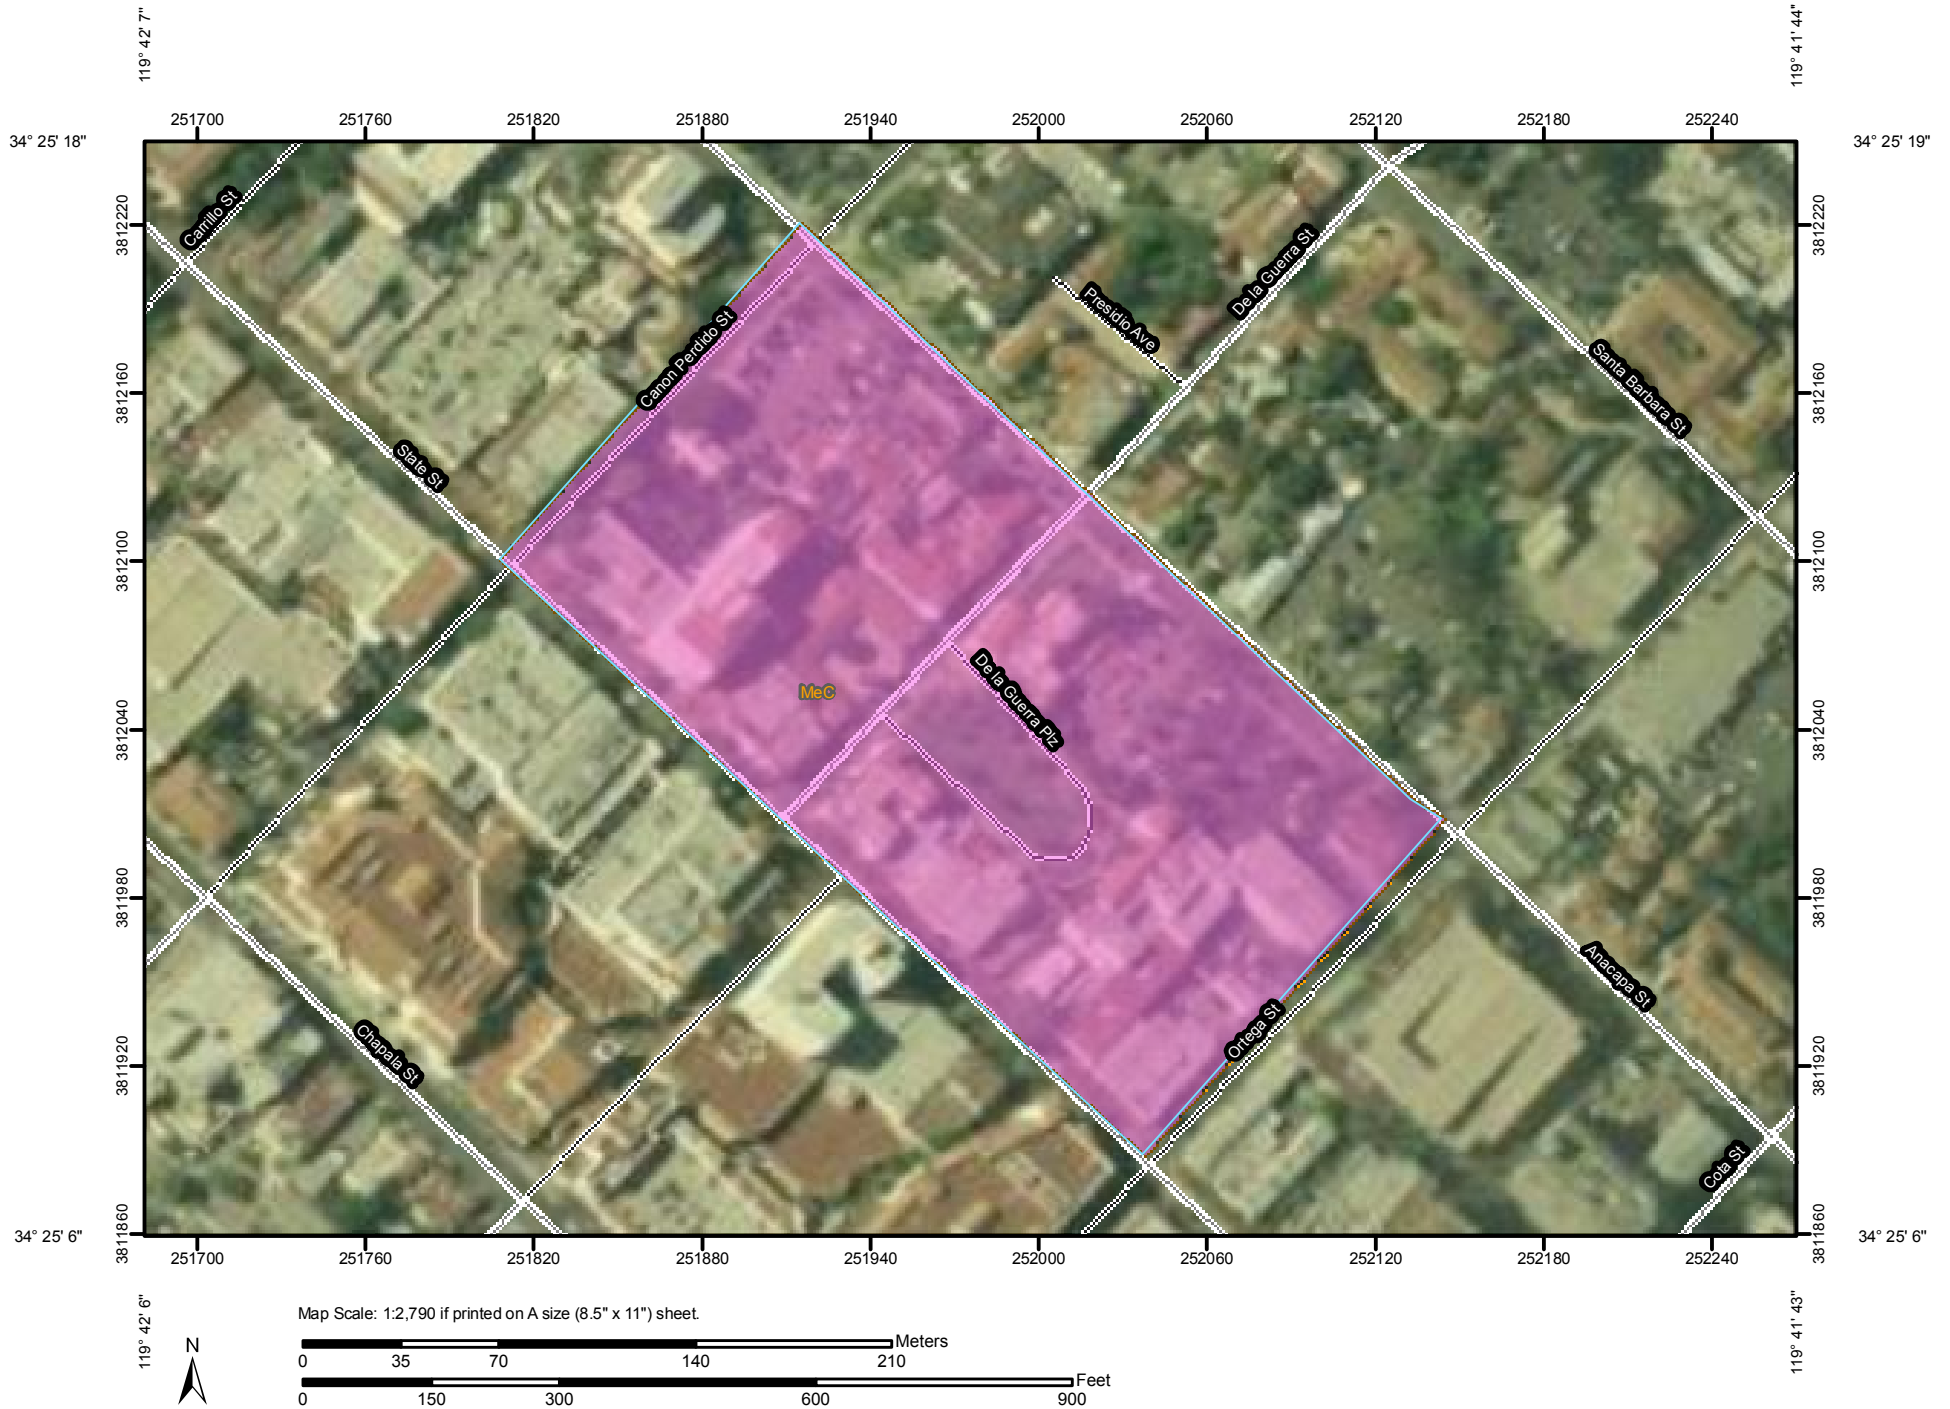 119° 42' 7"
119° 41' 44"
251700 251760 251820 251880 251940 252000 252060 252120 252180 252240
34° 25' 18"
34° 25' 19"
Carrillo St
3812220
3812220
De la Guerra St
Presidio Ave
Canon Perdido St
Santa Barbara St
3812160
3812160
State St
3812100
3812100
MeC
De la Guerra Plz
3812040
3812040
3811980
3811980
Anacapa St
Ortega St
Chapala St
3811920
3811920
Cota St
3811860
3811860
34° 25' 6"
34° 25' 6"
251700 251760 251820 251880 251940 252000 252060 252120 252180 252240
119° 42' 6"
119° 41' 43"
Map Scale: 1:2,790 if printed on A size (8.5" x 11") sheet.
N
Meters
0 35 70 140 210
Feet
0 150 300 600 900